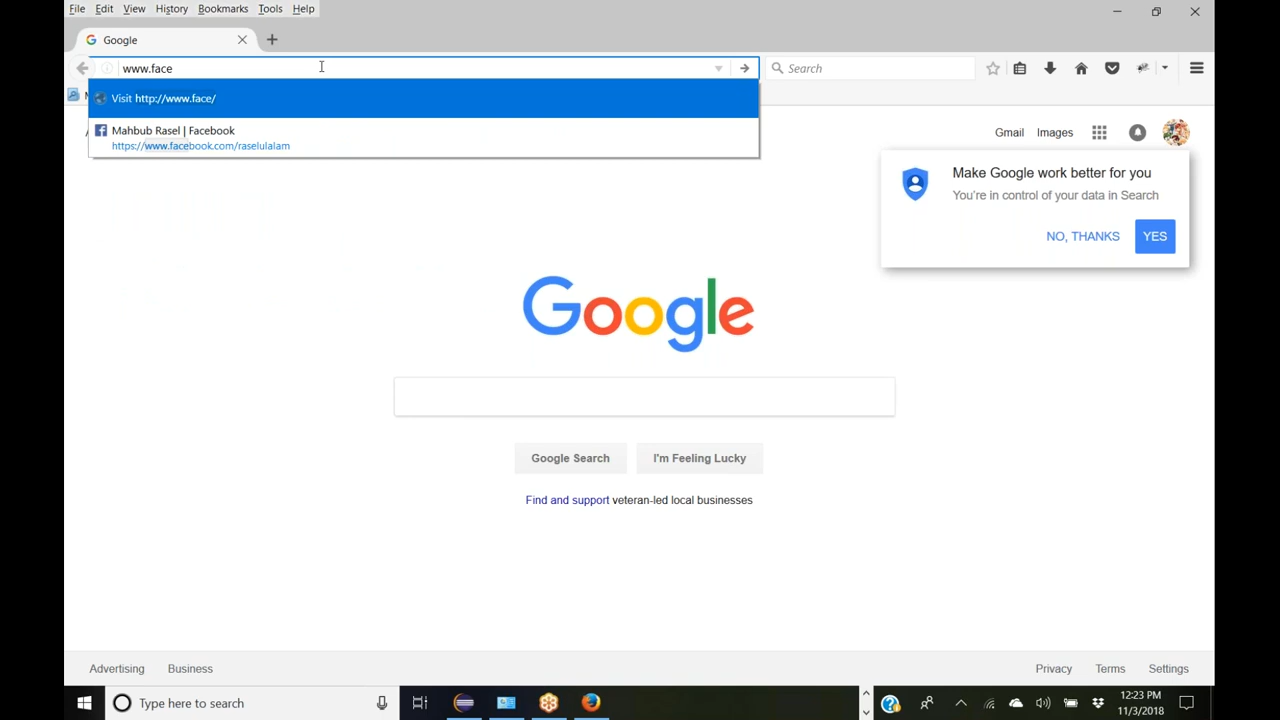 File Edit View History Bookmarks Tools Help
Google
www.face
Search
Visit http://www.face/
Mahbub Rasel | Facebook
https://www.facebook.com/raselulalam
Gmail Images
Make Google work better for you
You're in control of your data in Search
NO, THANKS YES
Google
Google Search I'm Feeling Lucky
Find and support veteran-led local businesses
Advertising Business Privacy Terms Settings
Type here to search
12:23 PM
11/3/2018